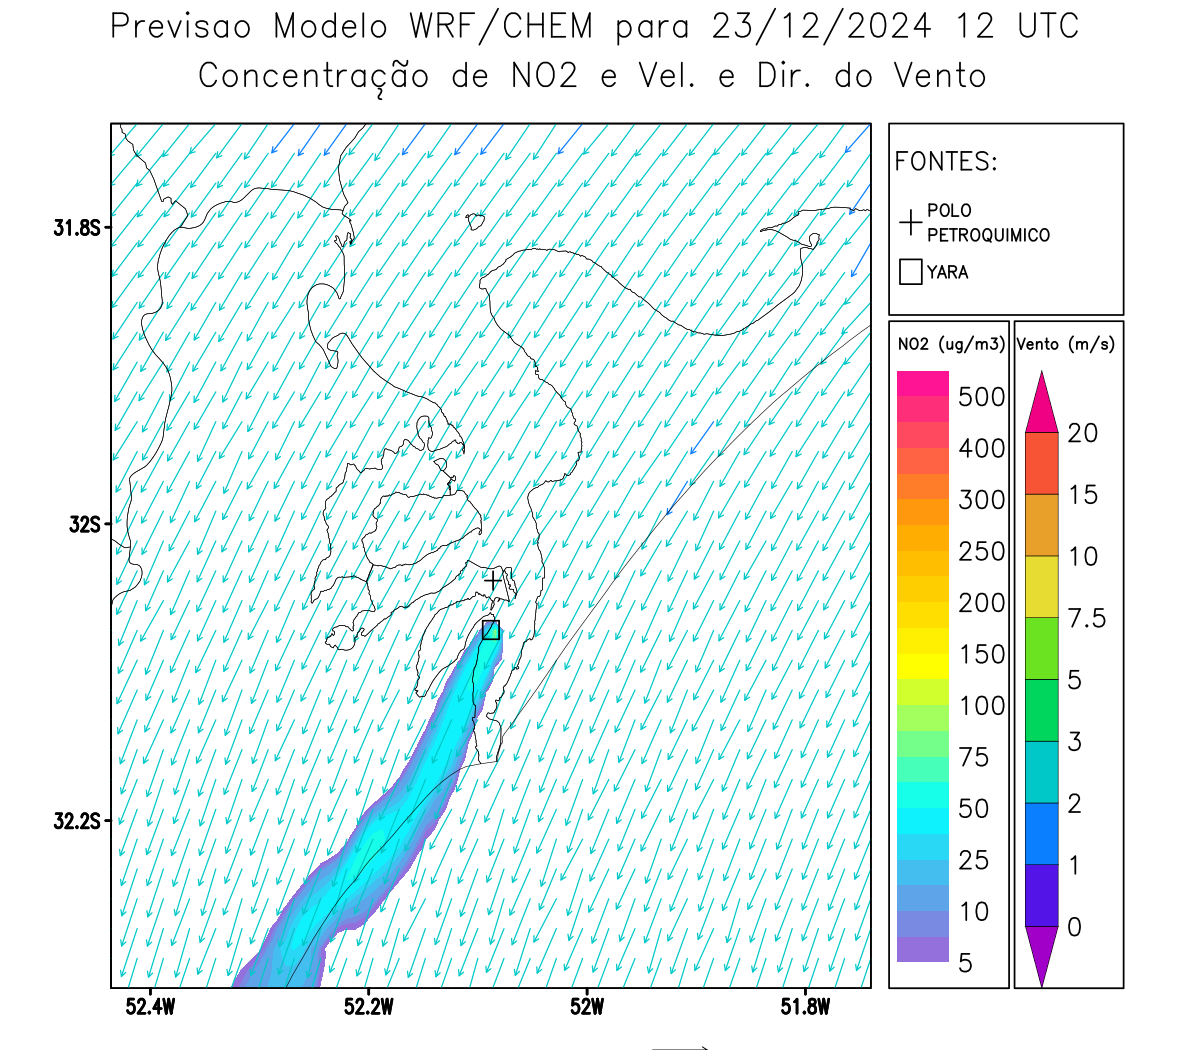 Previsao Modelo WRF/CHEM para 23/12/2024 12 UTC
Concentração de NO2 e Vel. e Dir. do Vento
FONTES:
POLO
PETROQUIMICO
YARA
NO2 (ug/m3)
500
400
300
250
200
150
100
75
50
25
10
5
Vento (m/s)
20
15
10
7.5
5
3
2
1
0
31.8S
32S
32.2S
52.4W
52.2W
52W
51.8W